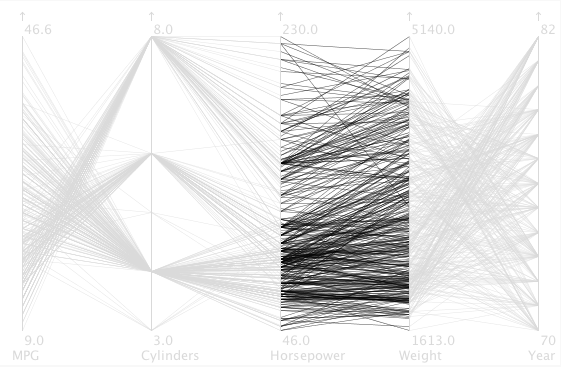 ↑ ↑ ↑ ↑ ↑
46.6 8.0 230.0 5140.0 82
9.0 3.0 46.0 1613.0 70
MPG Cylinders Horsepower Weight Year